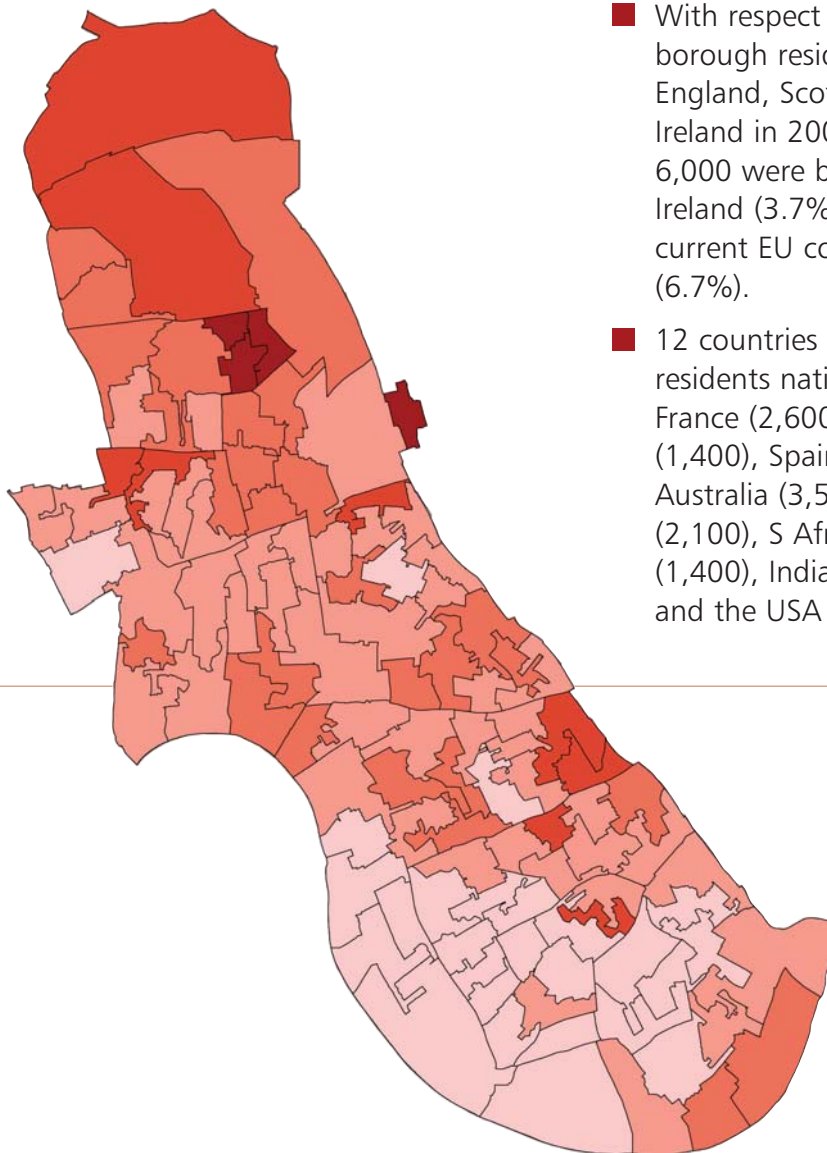 With respect
borough resid
England, Scot
Ireland in 200
6,000 were b
Ireland (3.7%
current EU co
(6.7%).
12 countries
residents nati
France (2,600
(1,400), Spain
Australia (3,5
(2,100), S Afr
(1,400), India
and the USA